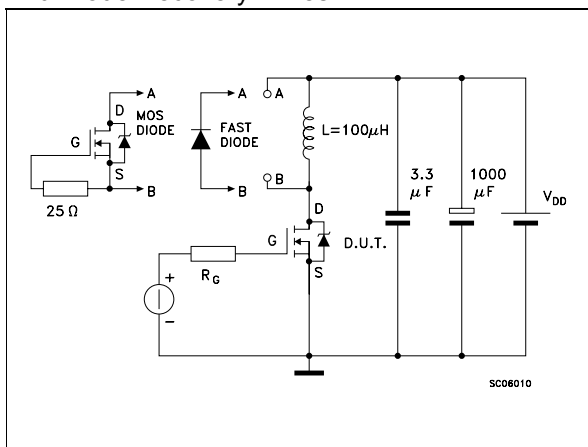 A
D
MOS
DIODE
G
S
B
25 Ω
A
FAST
DIODE
B
A
L=100μH
B
D
G
S
D.U.T.
RG
+
−
3.3
μF
1000
μF
VDD
SC06010